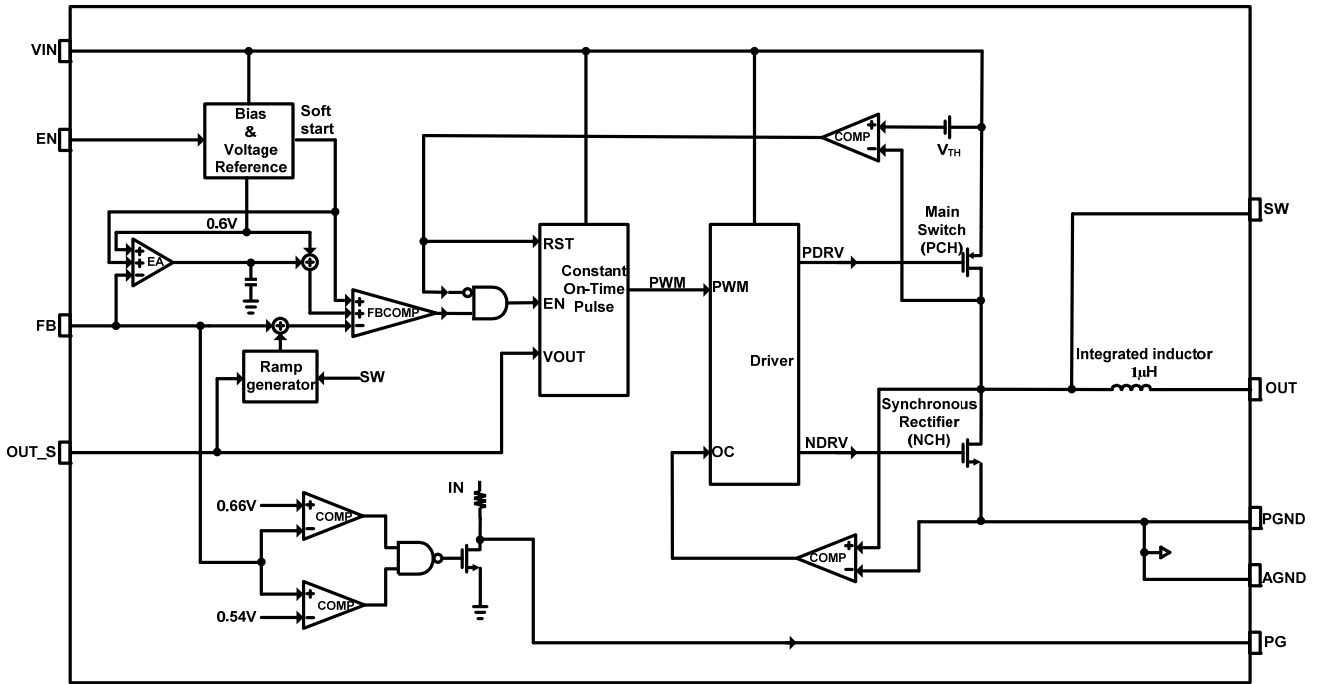 VIN
EN
Bias
&
Voltage
Reference
Soft
start
0.6V
+
+
−
EA
+
FB
+
+
+
−
FBCOMP
Ramp
generator
SW
OUT_S
RST
EN
VOUT
Constant
On-Time
Pulse
PWM
PWM
Driver
OC
PDRV
NDRV
+
−
COMP
VTH
Main
Switch
(PCH)
SW
Integrated inductor
1µH
OUT
Synchronous
Rectifier
(NCH)
+
−
COMP
PGND
AGND
PG
0.66V
+
−
COMP
0.54V
+
−
COMP
IN